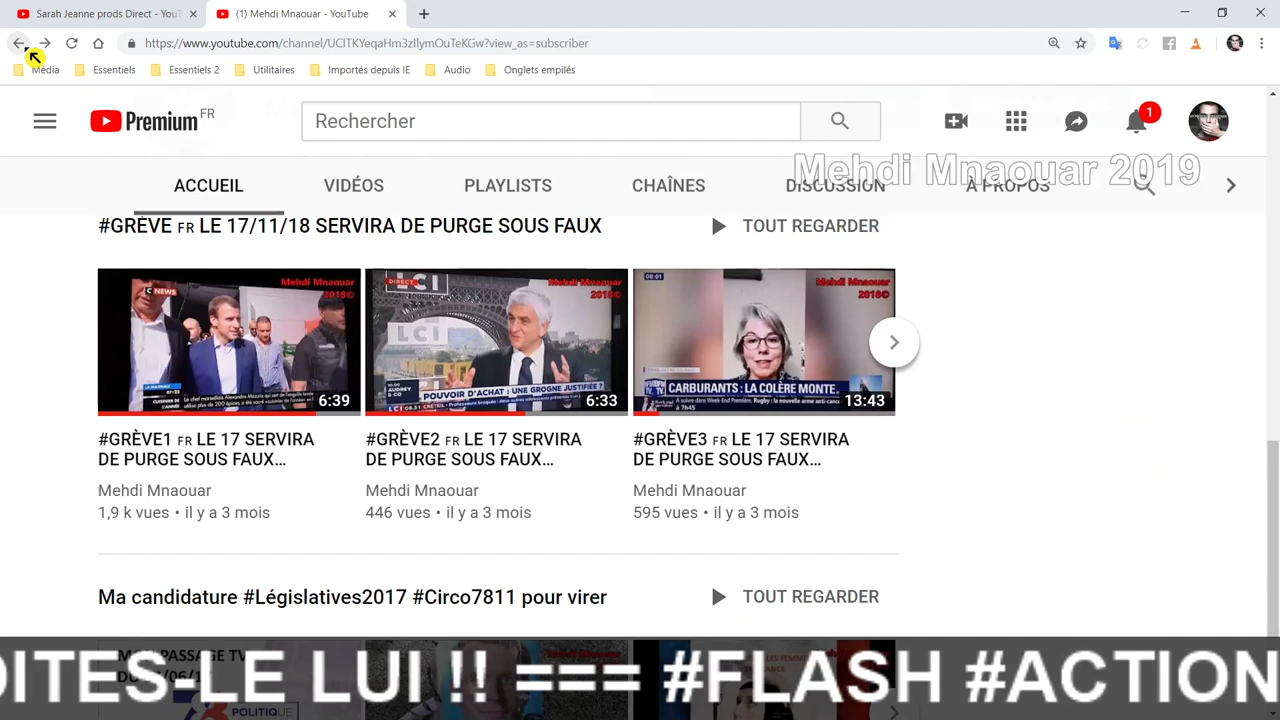 Sarah Jeanne prods Direct - YouT
(1) Mehdi Mnaouar - YouTube
https://www.youtube.com/channel/UCITKYeqaHm3zIlymOuTeKGw?view_as=subscriber
Média
Essentiels
Essentiels 2
Utilitaires
Importés depuis IE
Audio
Onglets empilés
Premium FR
Rechercher
1
Mehdi Mnaouar 2019
ACCUEIL
VIDÉOS
PLAYLISTS
CHAÎNES
DISCUSSION
À PROPOS
#GRÈVE FR LE 17/11/18 SERVIRA DE PURGE SOUS FAUX
TOUT REGARDER
CNEWS
Mehdi Mnaouar
2018©
6:39
DIRECT LCI
LCI
Mehdi Mnaouar
2018©
POUVOIR D'ACHAT : UNE GROGNE JUSTIFIÉE ?
6:33
08:01
Mehdi Mnaouar
2018©
CARBURANTS : LA COLÈRE MONTE
13:43
#GRÈVE1 FR LE 17 SERVIRA
DE PURGE SOUS FAUX…
Mehdi Mnaouar
1,9 k vues • il y a 3 mois
#GRÈVE2 FR LE 17 SERVIRA
DE PURGE SOUS FAUX…
Mehdi Mnaouar
446 vues • il y a 3 mois
#GRÈVE3 FR LE 17 SERVIRA
DE PURGE SOUS FAUX…
Mehdi Mnaouar
595 vues • il y a 3 mois
Ma candidature #Législatives2017 #Circo7811 pour virer
TOUT REGARDER
DITES LE LUI !! === #FLASH #ACTION
POLITIQUE